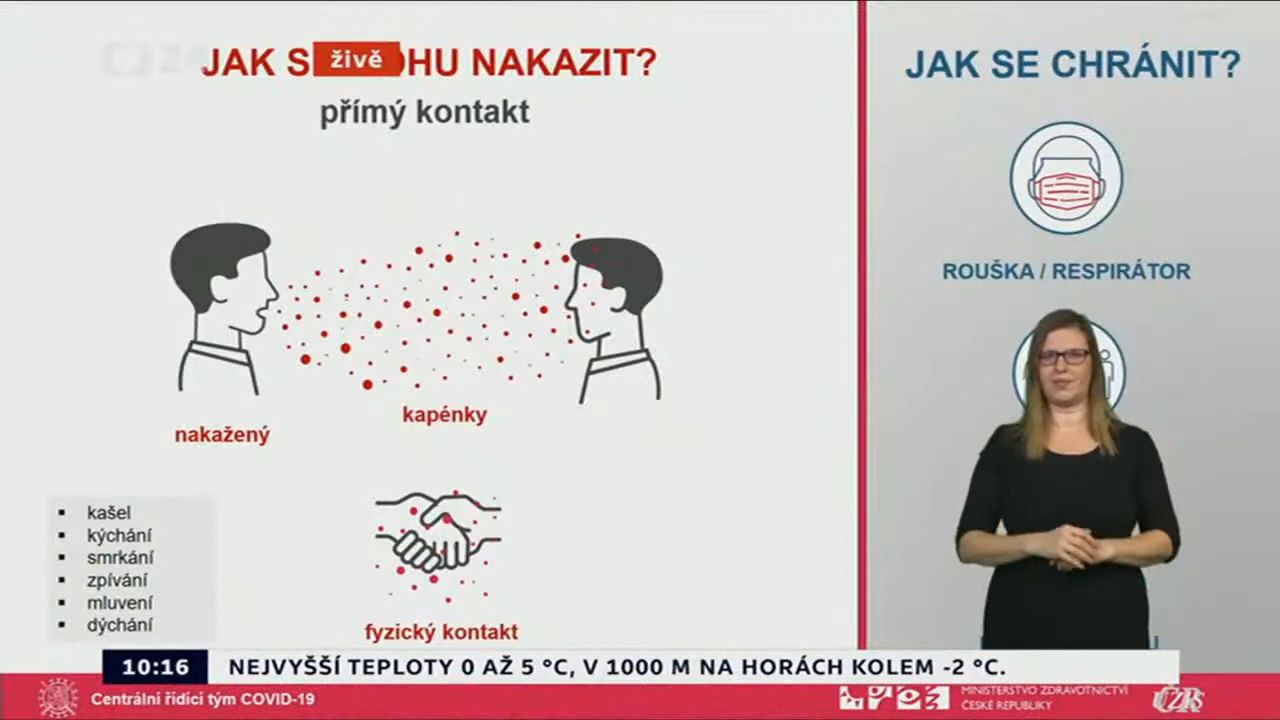 JAK S
živě
OHU NAKAZIT?
přímý kontakt
nakažený
kapénky
▪ kašel
▪ kýchání
▪ smrkání
▪ zpívání
▪ mluvení
▪ dýchání
fyzický kontakt
JAK SE CHRÁNIT?
ROUŠKA / RESPIRÁTOR
10:16
NEJVYŠŠÍ TEPLOTY 0 AŽ 5 °C, V 1000 M NA HORÁCH KOLEM -2 °C.
Centrální řídicí tým COVID-19
MINISTERSTVO ZDRAVOTNICTVÍ
ČESKÉ REPUBLIKY